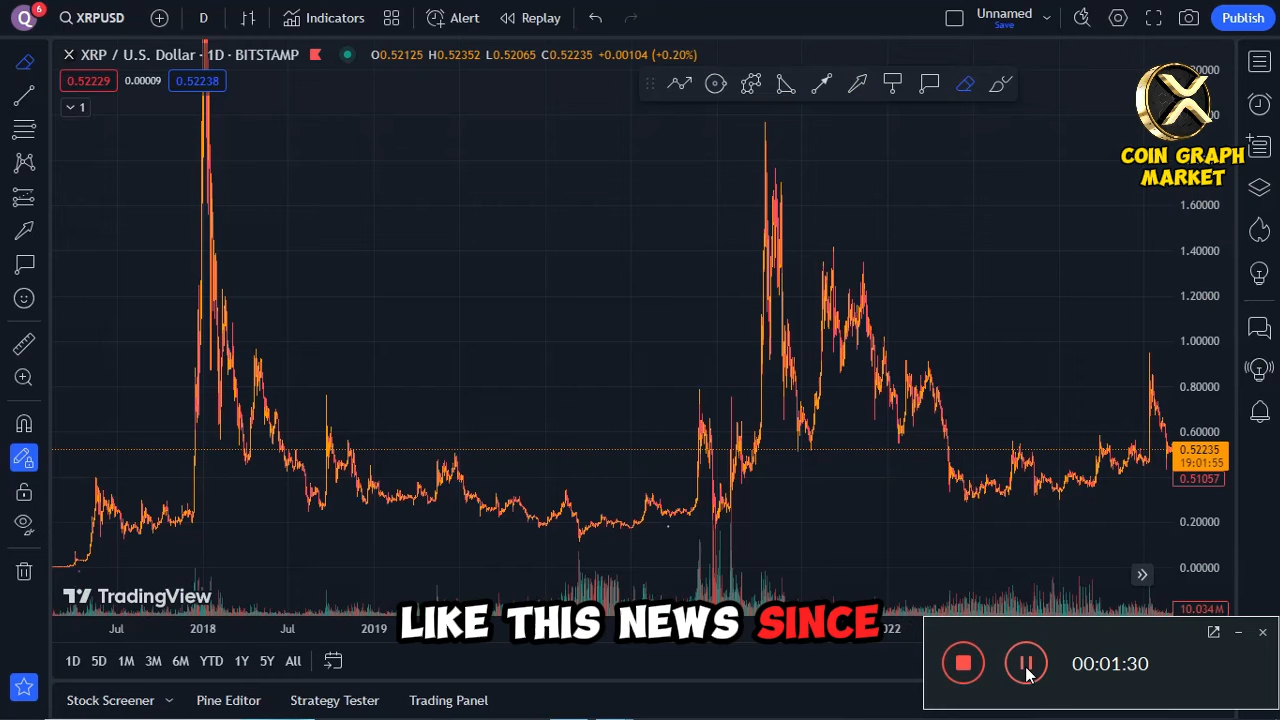 Q 6 XRPUSD D Indicators Alert Replay Unnamed Save Publish
XRP / U.S. Dollar · 1D · BITSTAMP O0.52125 H0.52352 L0.52065 C0.52235 +0.00104 (+0.20%)
0.52229 0.00009 0.52238
1
COIN GRAPH
MARKET
1.60000
1.40000
1.20000
1.00000
0.80000
0.60000
0.52235
19:01:55
0.51057
0.20000
0.00000
TradingView
10.034M
LIKE THIS NEWS SINCE
Jul 2018 Jul 2019 2022
1D 5D 1M 3M 6M YTD 1Y 5Y All
00:01:30
Stock Screener Pine Editor Strategy Tester Trading Panel